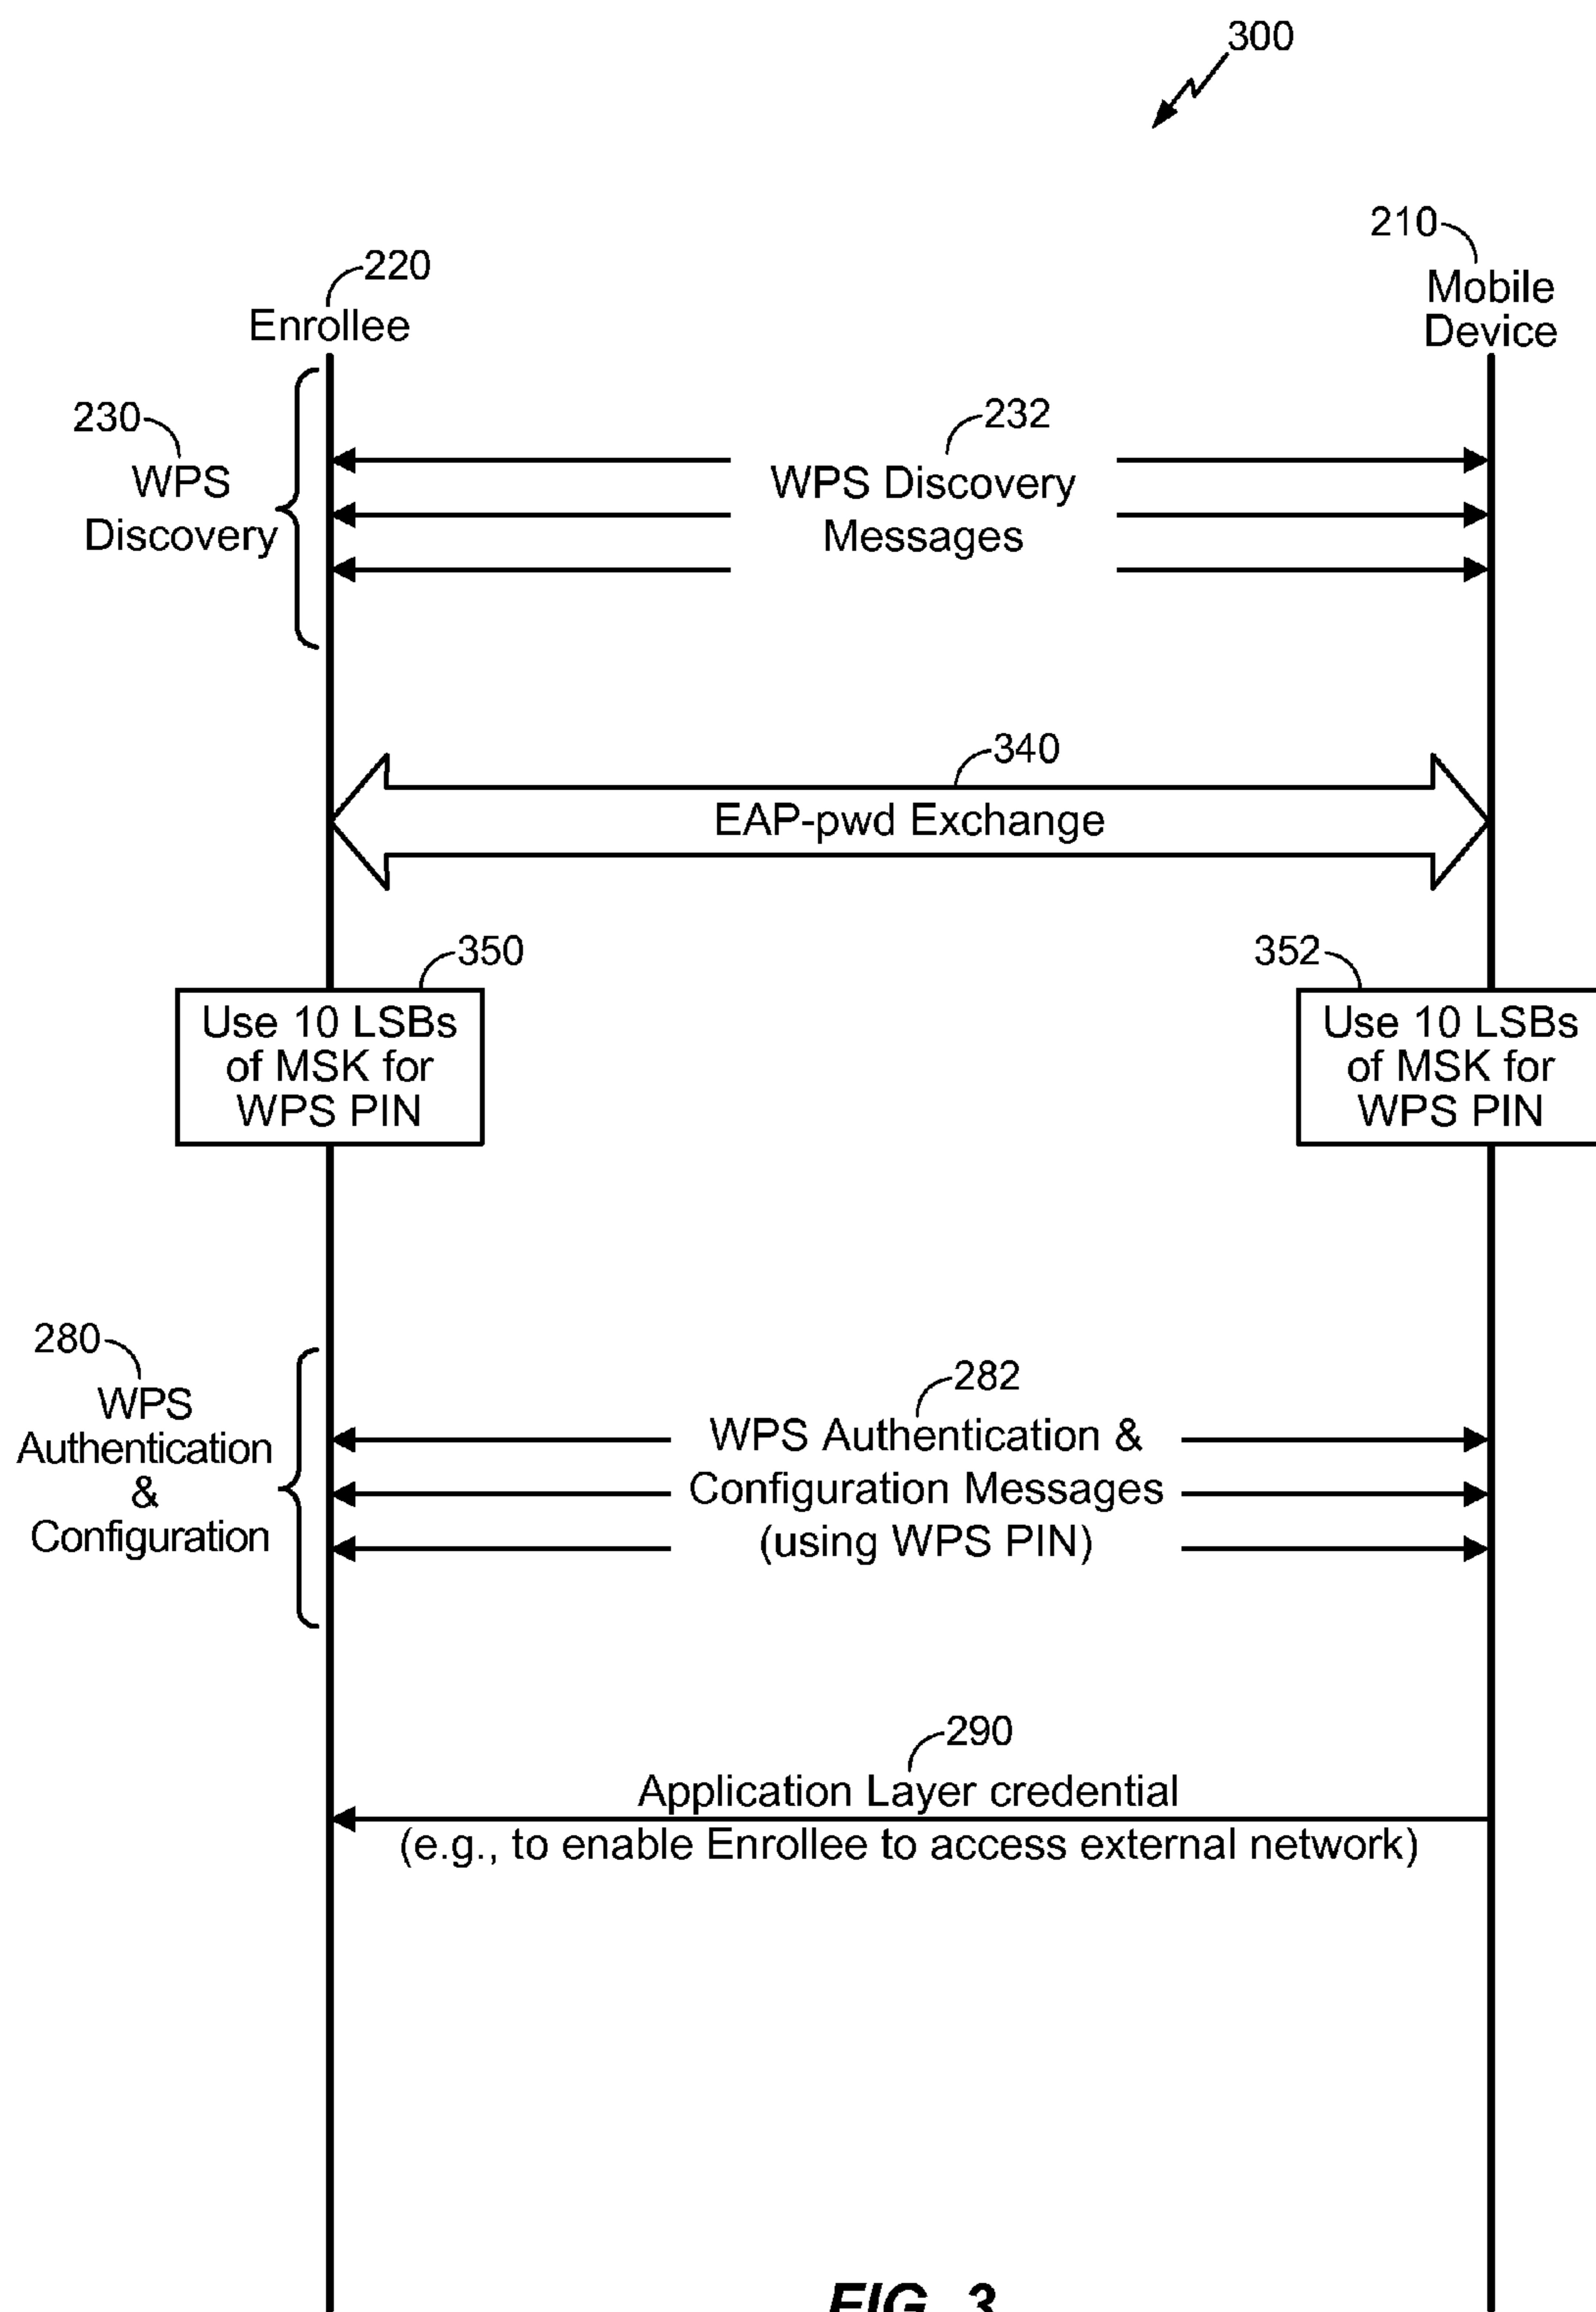 300
210
Mobile
Device
220
Enrollee
230
WPS
Discovery
232
WPS Discovery
Messages
340
EAP-pwd Exchange
350
Use 10 LSBs
of MSK for
WPS PIN
352
Use 10 LSBs
of MSK for
WPS PIN
280
WPS
Authentication
&
Configuration
282
WPS Authentication &
Configuration Messages
(using WPS PIN)
290
Application Layer credential
(e.g., to enable Enrollee to access external network)
FIG. 3